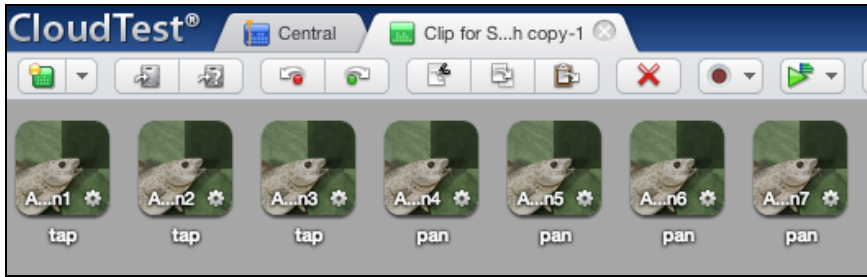 CloudTest®
Central
Clip for S...h copy-1
A...n1
A...n2
A...n3
A...n4
A...n5
A...n6
A...n7
tap
tap
tap
pan
pan
pan
pan